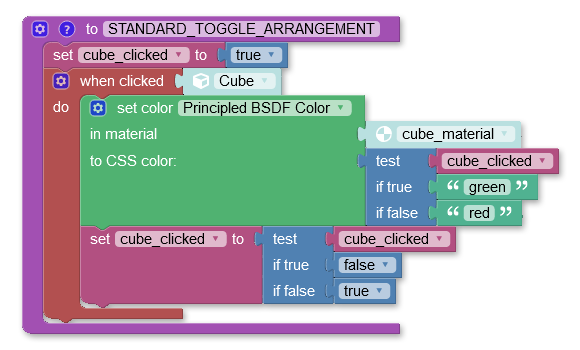 ? to STANDARD_TOGGLE_ARRANGEMENT
set cube_clicked to true
when clicked Cube
do set color Principled BSDF Color
in material cube_material
to CSS color: test cube_clicked
if true “ green ”
if false “ red ”
set cube_clicked to test cube_clicked
if true false
if false true